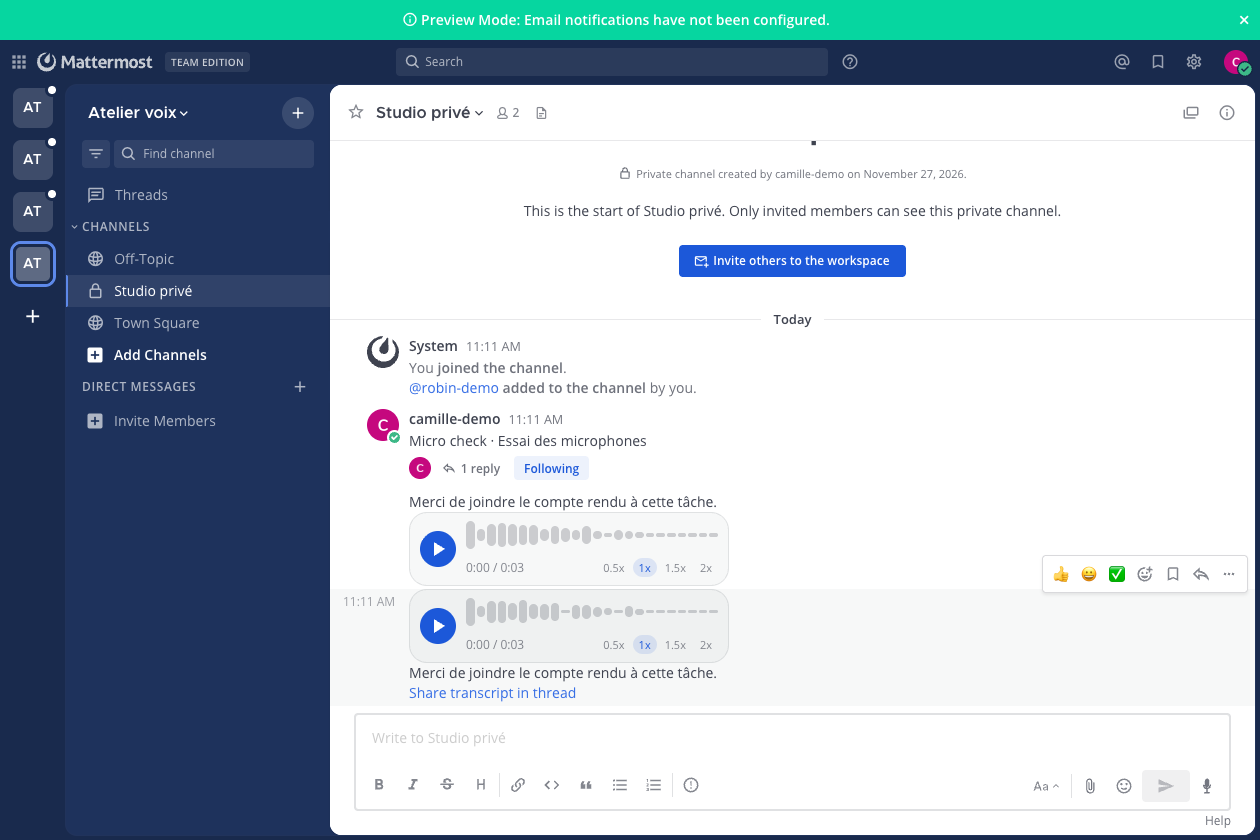 Preview Mode: Email notifications have not been configured.
Mattermost TEAM EDITION
Search
C
AT
AT
AT
AT
Atelier voix
Find channel
Threads
CHANNELS
Off-Topic
Studio privé
Town Square
Add Channels
DIRECT MESSAGES
Invite Members
Studio privé 2
Private channel created by camille-demo on November 27, 2026.
This is the start of Studio privé. Only invited members can see this private channel.
Invite others to the workspace
Today
System 11:11 AM
You joined the channel.
@robin-demo added to the channel by you.
C
camille-demo 11:11 AM
Micro check · Essai des microphones
C 1 reply Following
Merci de joindre le compte rendu à cette tâche.
0:00 / 0:03 0.5x 1x 1.5x 2x
11:11 AM
0:00 / 0:03 0.5x 1x 1.5x 2x
Merci de joindre le compte rendu à cette tâche.
Share transcript in thread
Write to Studio privé
B I S H Aa
Help